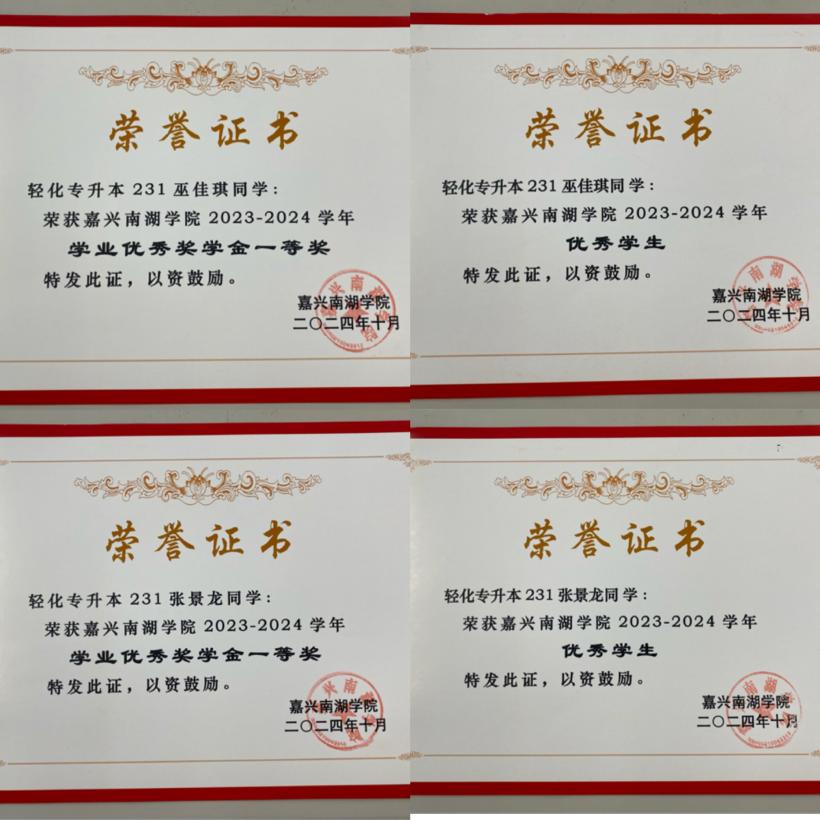 荣誉证书
轻化专升本 231 巫佳琪同学：
荣获嘉兴南湖学院 2023-2024 学年
学业优秀奖学金一等奖
特发此证，以资鼓励。
嘉兴南湖学院
二〇二四年十月
荣誉证书
轻化专升本 231 巫佳琪同学：
荣获嘉兴南湖学院 2023-2024 学年
优秀学生
特发此证，以资鼓励。
嘉兴南湖学院
二〇二四年十月
荣誉证书
轻化专升本 231 张景龙同学：
荣获嘉兴南湖学院 2023-2024 学年
学业优秀奖学金一等奖
特发此证，以资鼓励。
嘉兴南湖学院
二〇二四年十月
荣誉证书
轻化专升本 231 张景龙同学：
荣获嘉兴南湖学院 2023-2024 学年
优秀学生
特发此证，以资鼓励。
嘉兴南湖学院
二〇二四年十月